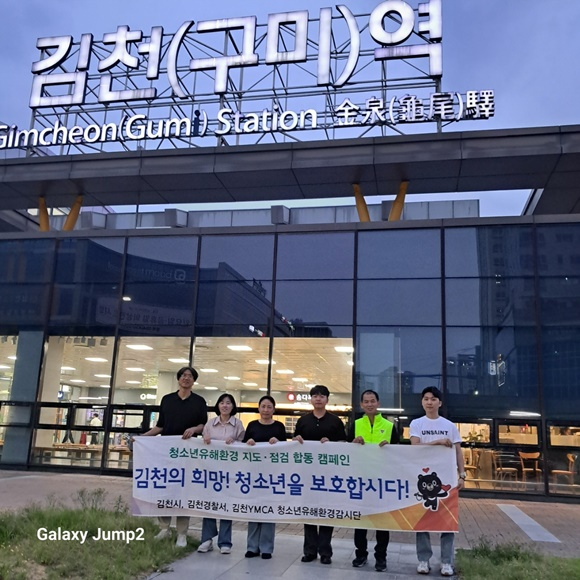 김천(구미)역
Gimcheon(Gumi) Station 金泉(龜尾)驛
UNSAINT
UNSAINT
청소년유해환경 지도·점검 합동 캠페인
김천의 희망! 청소년을 보호합시다!
김천시, 김천경찰서, 김천YMCA 청소년유해환경감시단
Galaxy Jump2